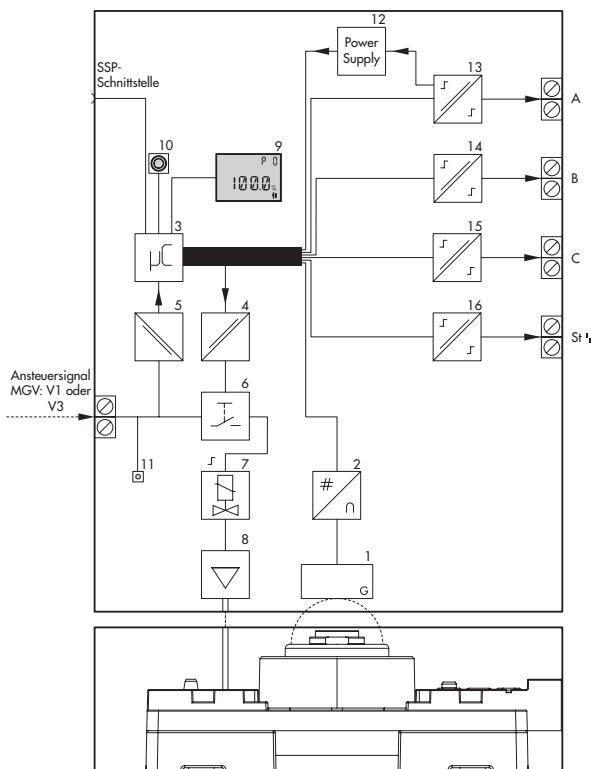 12
Power
Supply
SSP-
Schnittstelle
13
A
10
9
P 0
100.0 %
14
B
3
µC
15
C
5
4
16
St
Ansteuersignal
MGV: V1 oder
V3
6
11
7
2
#
∩
8
1
G